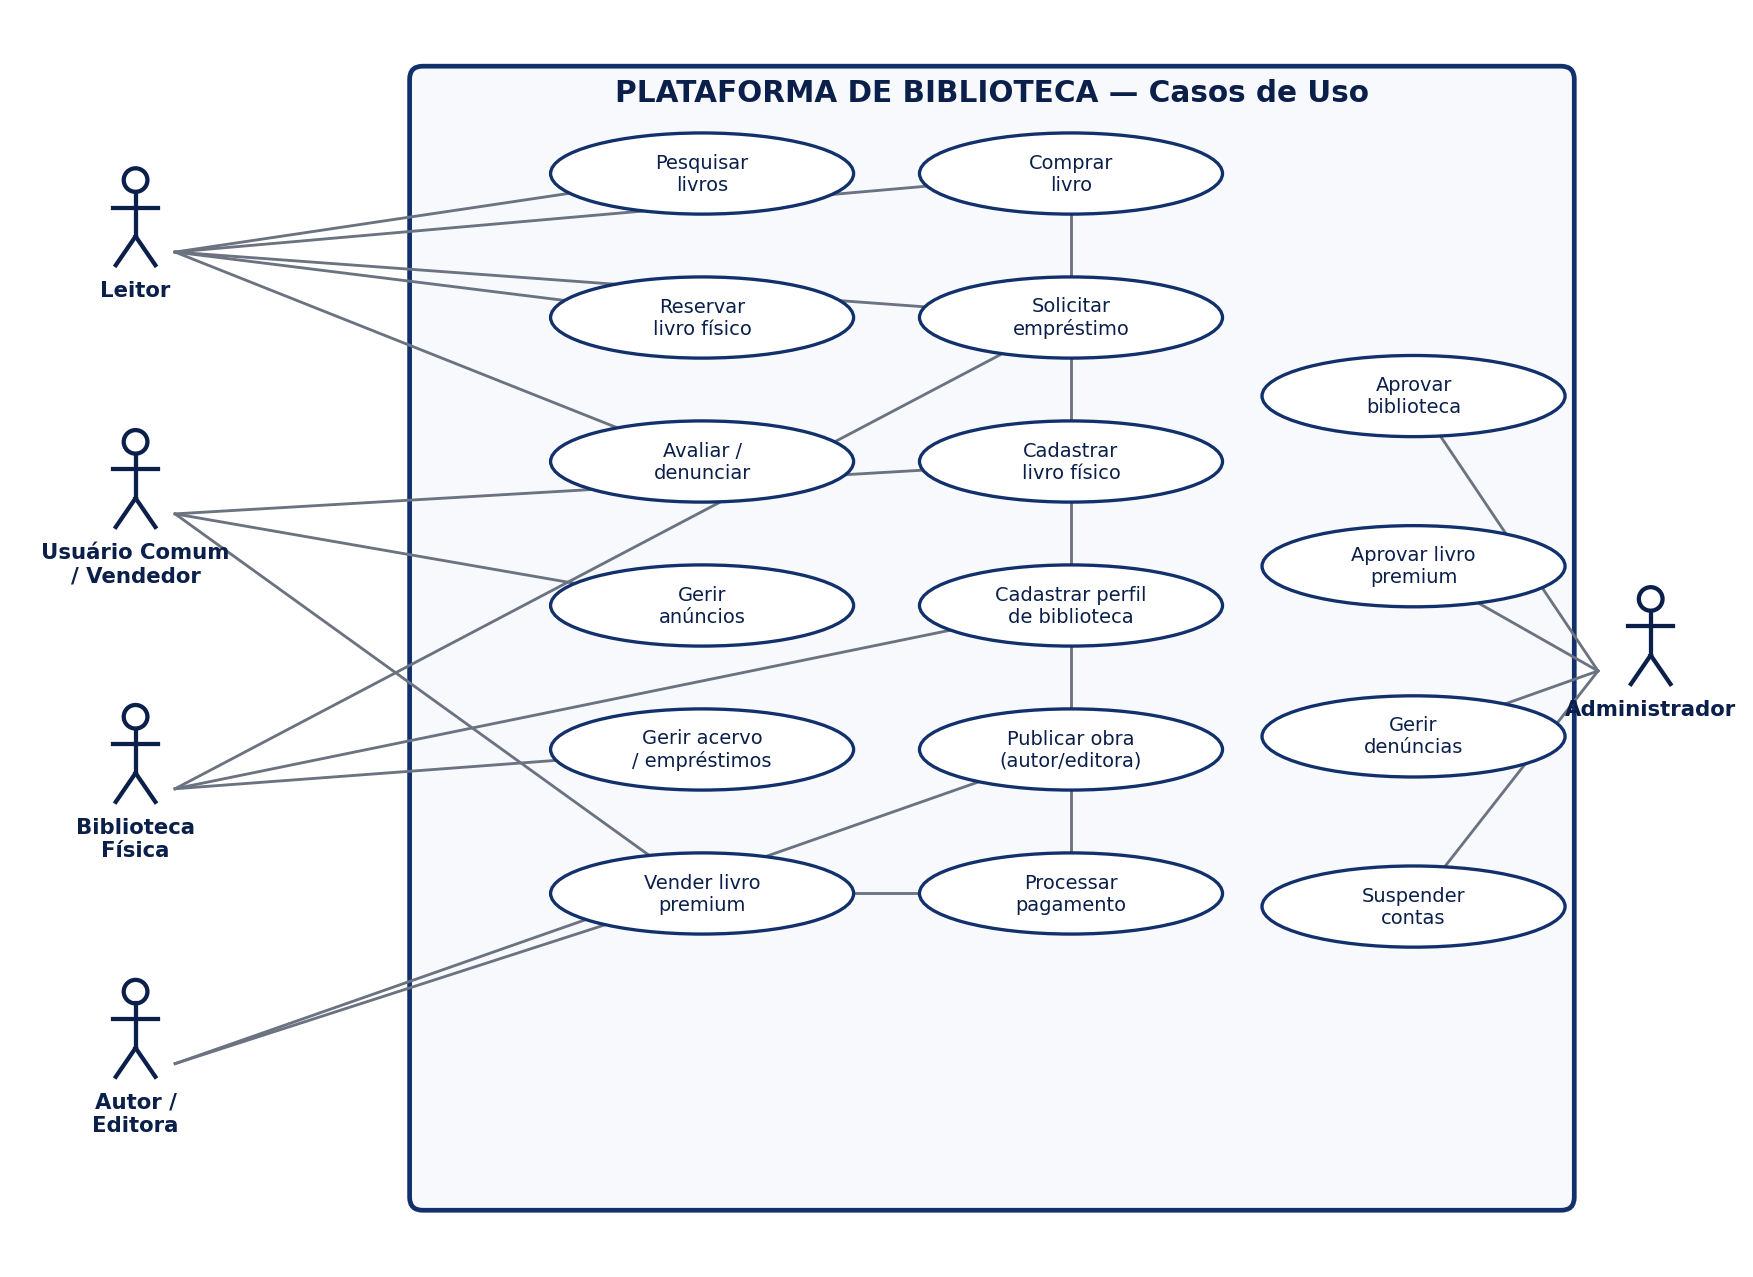 PLATAFORMA DE BIBLIOTECA — Casos de Uso
Pesquisar
livros
Comprar
livro
Leitor
Reservar
livro físico
Solicitar
empréstimo
Aprovar
biblioteca
Avaliar /
denunciar
Cadastrar
livro físico
Usuário Comum
/ Vendedor
Aprovar livro
premium
Gerir
anúncios
Cadastrar perfil
de biblioteca
Administrador
Gerir acervo
/ empréstimos
Publicar obra
(autor/editora)
Gerir
denúncias
Biblioteca
Física
Vender livro
premium
Processar
pagamento
Suspender
contas
Autor /
Editora